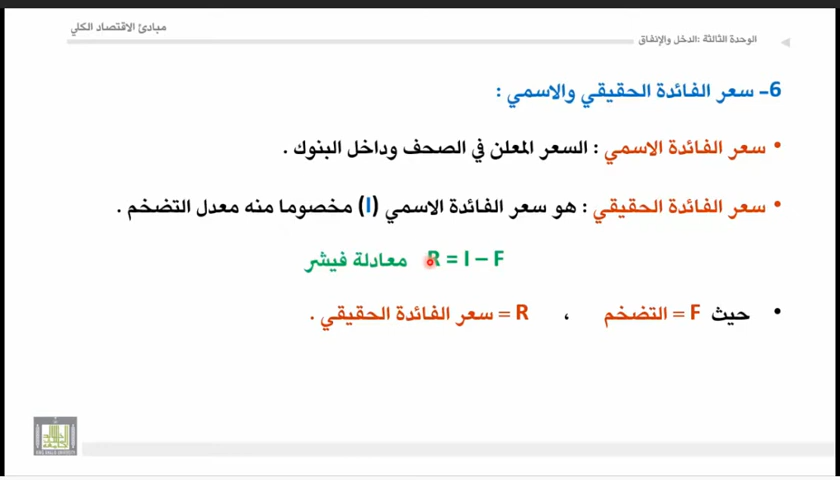 مبادئ الاقتصاد الكلي
الوحدة الثالثة :الدخل والإنفاق
6- سعر الفائدة الحقيقي والاسمي :
• سعر الفائدة الاسمي : السعر المعلن في الصحف وداخل البنوك .
• سعر الفائدة الحقيقي : هو سعر الفائدة الاسمي (I) مخصوما منه معدل التضخم .
R = I – F معادلة فيشر
• حيث F = التضخم ، R = سعر الفائدة الحقيقي .